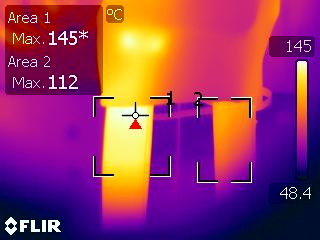 Area 1
Max. 145*
Area 2
Max. 112
°C
145
1 2
48.4
FLIR